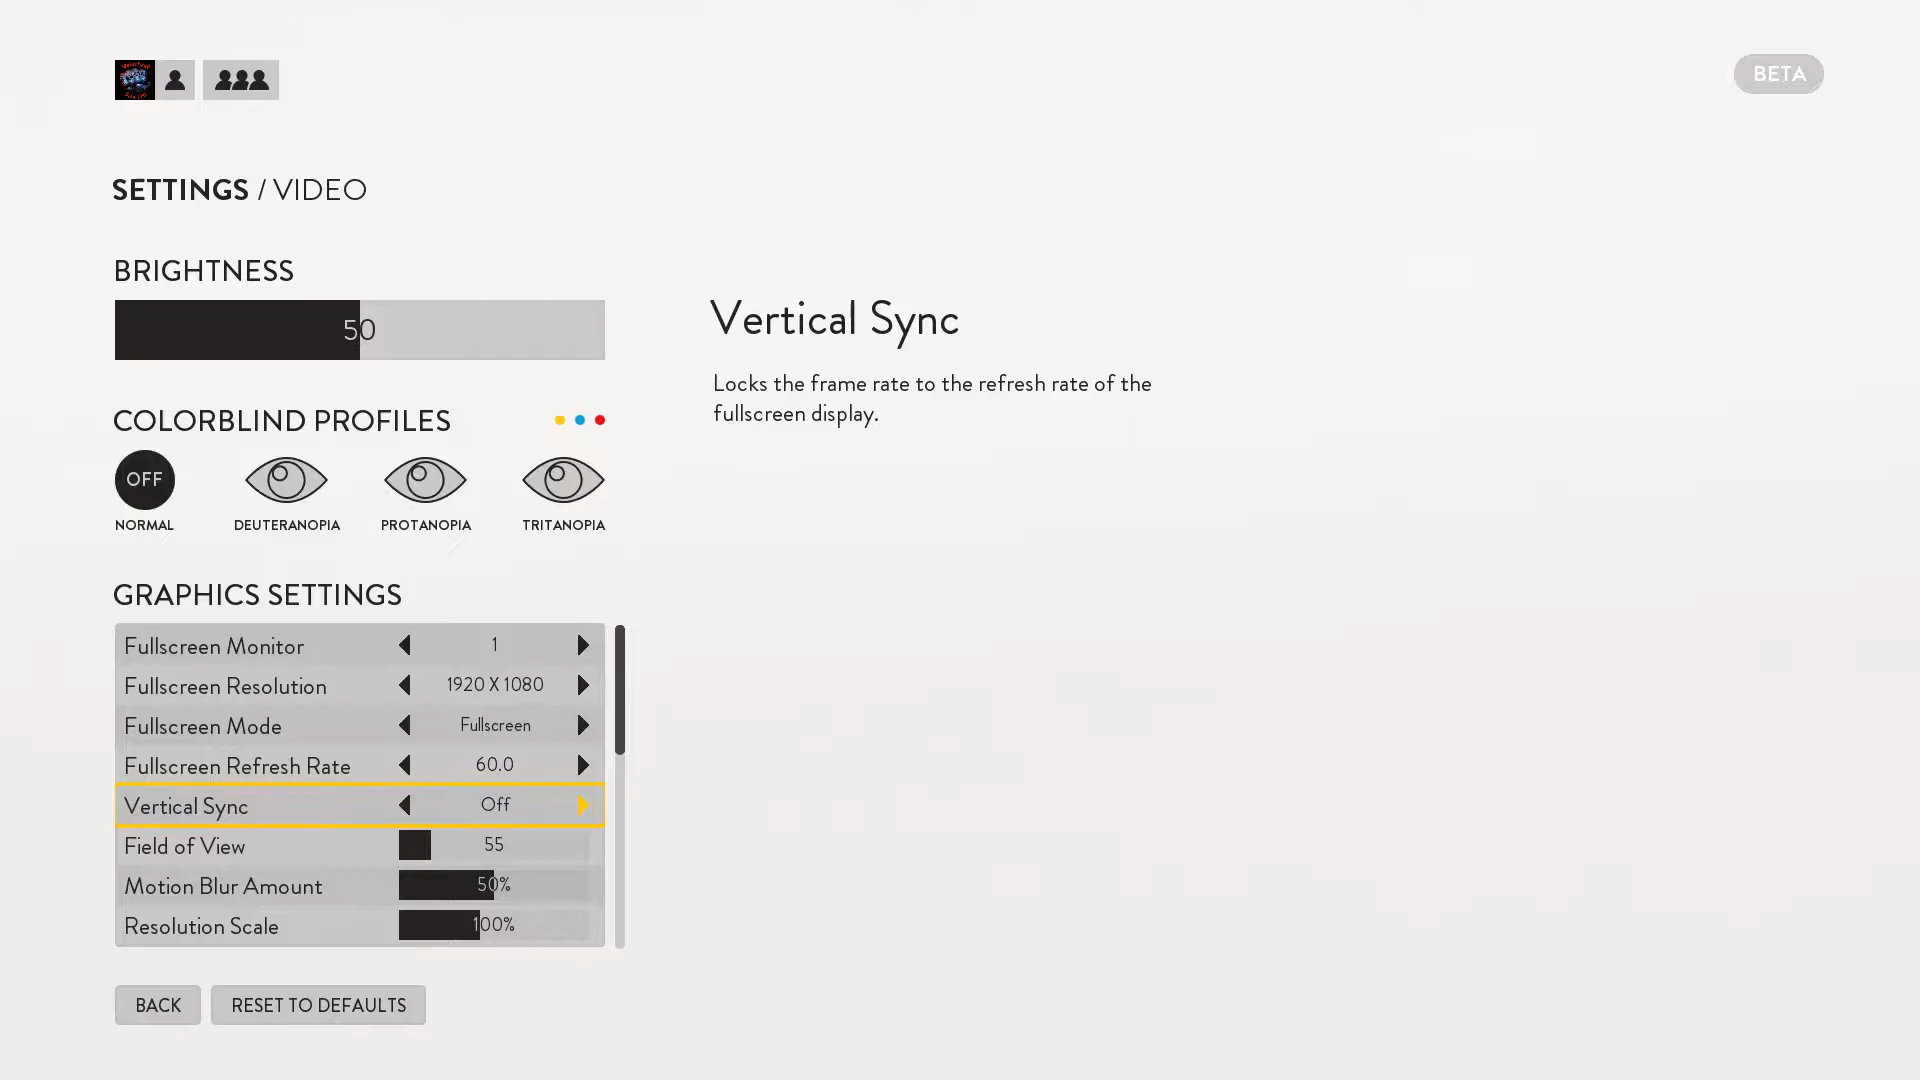 BETA
SETTINGS / VIDEO
BRIGHTNESS
50
Vertical Sync
Locks the frame rate to the refresh rate of the
fullscreen display.
COLORBLIND PROFILES
OFF
NORMAL DEUTERANOPIA PROTANOPIA TRITANOPIA
GRAPHICS SETTINGS
Fullscreen Monitor 1
Fullscreen Resolution 1920 X 1080
Fullscreen Mode Fullscreen
Fullscreen Refresh Rate 60.0
Vertical Sync Off
Field of View 55
Motion Blur Amount 50%
Resolution Scale 100%
BACK RESET TO DEFAULTS